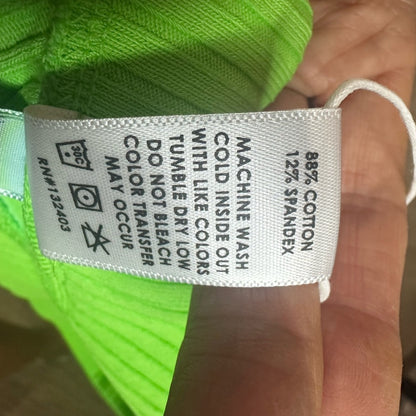 88% COTTON
12% SPANDEX
MACHINE WASH
COLD INSIDE OUT
WITH LIKE COLORS
TUMBLE DRY LOW
DO NOT BLEACH
COLOR TRANSFER
MAY OCCUR
30C
RN#132403